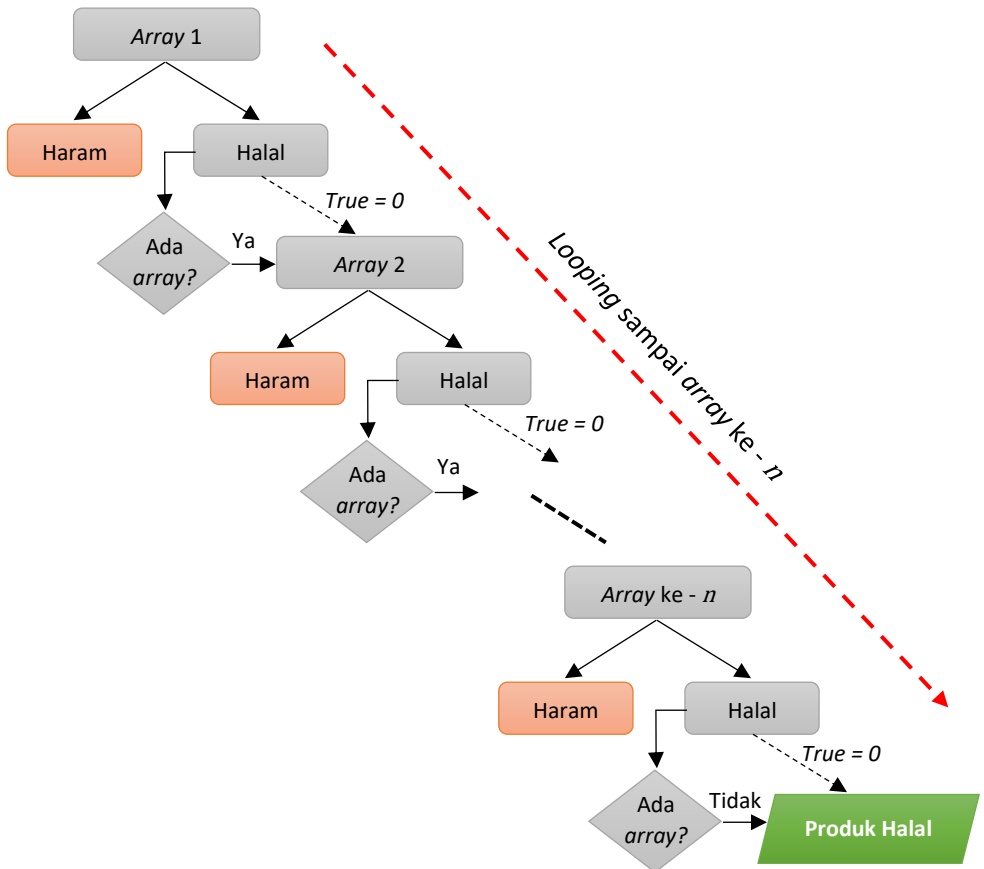 Array 1
Haram
Halal
True = 0
Ada
array?
Ya
Array 2
Looping sampai array ke - n
Haram
Halal
True = 0
Ada
array?
Ya
Array ke - n
Haram
Halal
True = 0
Ada
array?
Tidak
Produk Halal